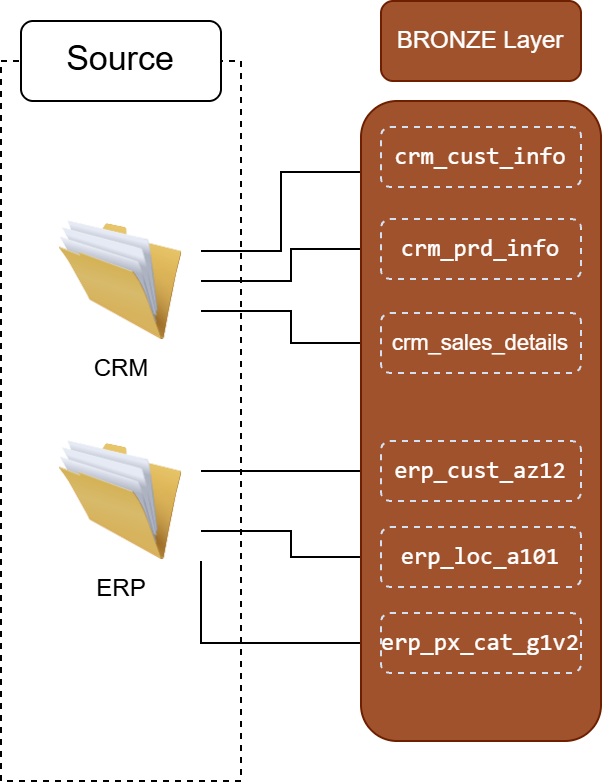 Source
BRONZE Layer
crm_cust_info
crm_prd_info
crm_sales_details
CRM
erp_cust_az12
erp_loc_a101
ERP
erp_px_cat_g1v2